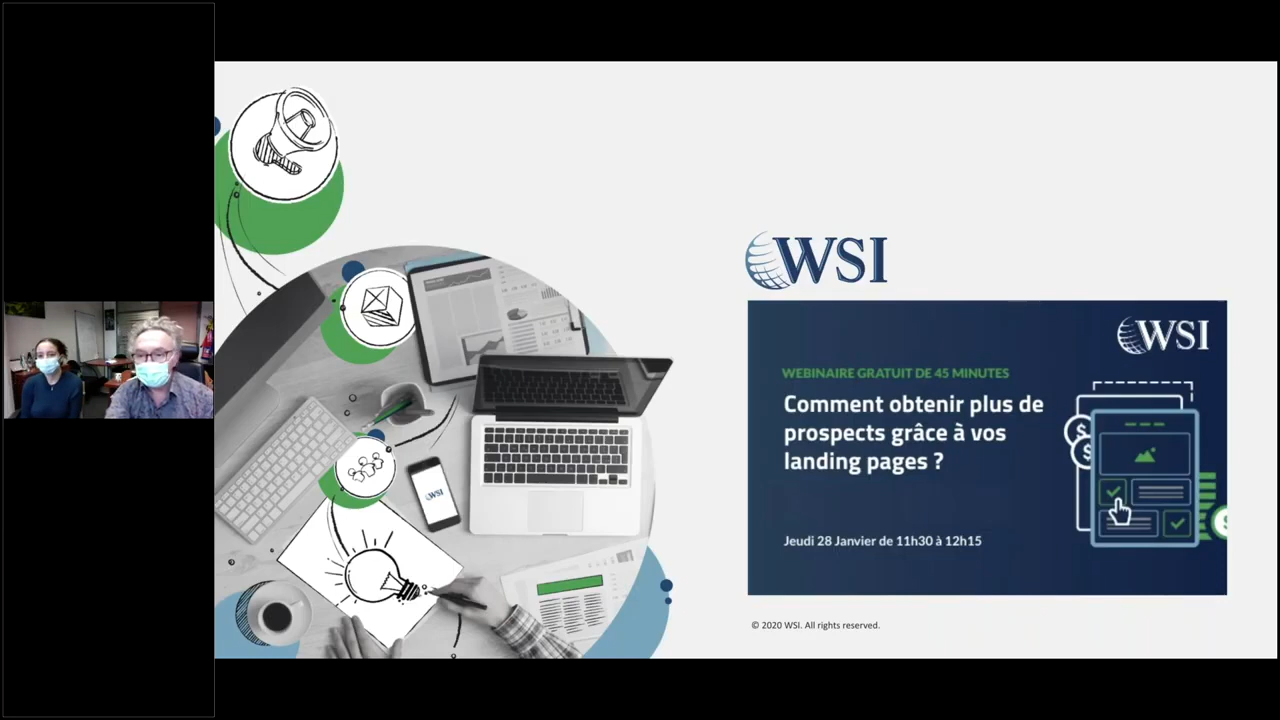 WSI
WSI
WEBINAIRE GRATUIT DE 45 MINUTES
Comment obtenir plus de
prospects grâce à vos
landing pages ?
Jeudi 28 Janvier de 11h30 à 12h15
WSI
© 2020 WSI. All rights reserved.